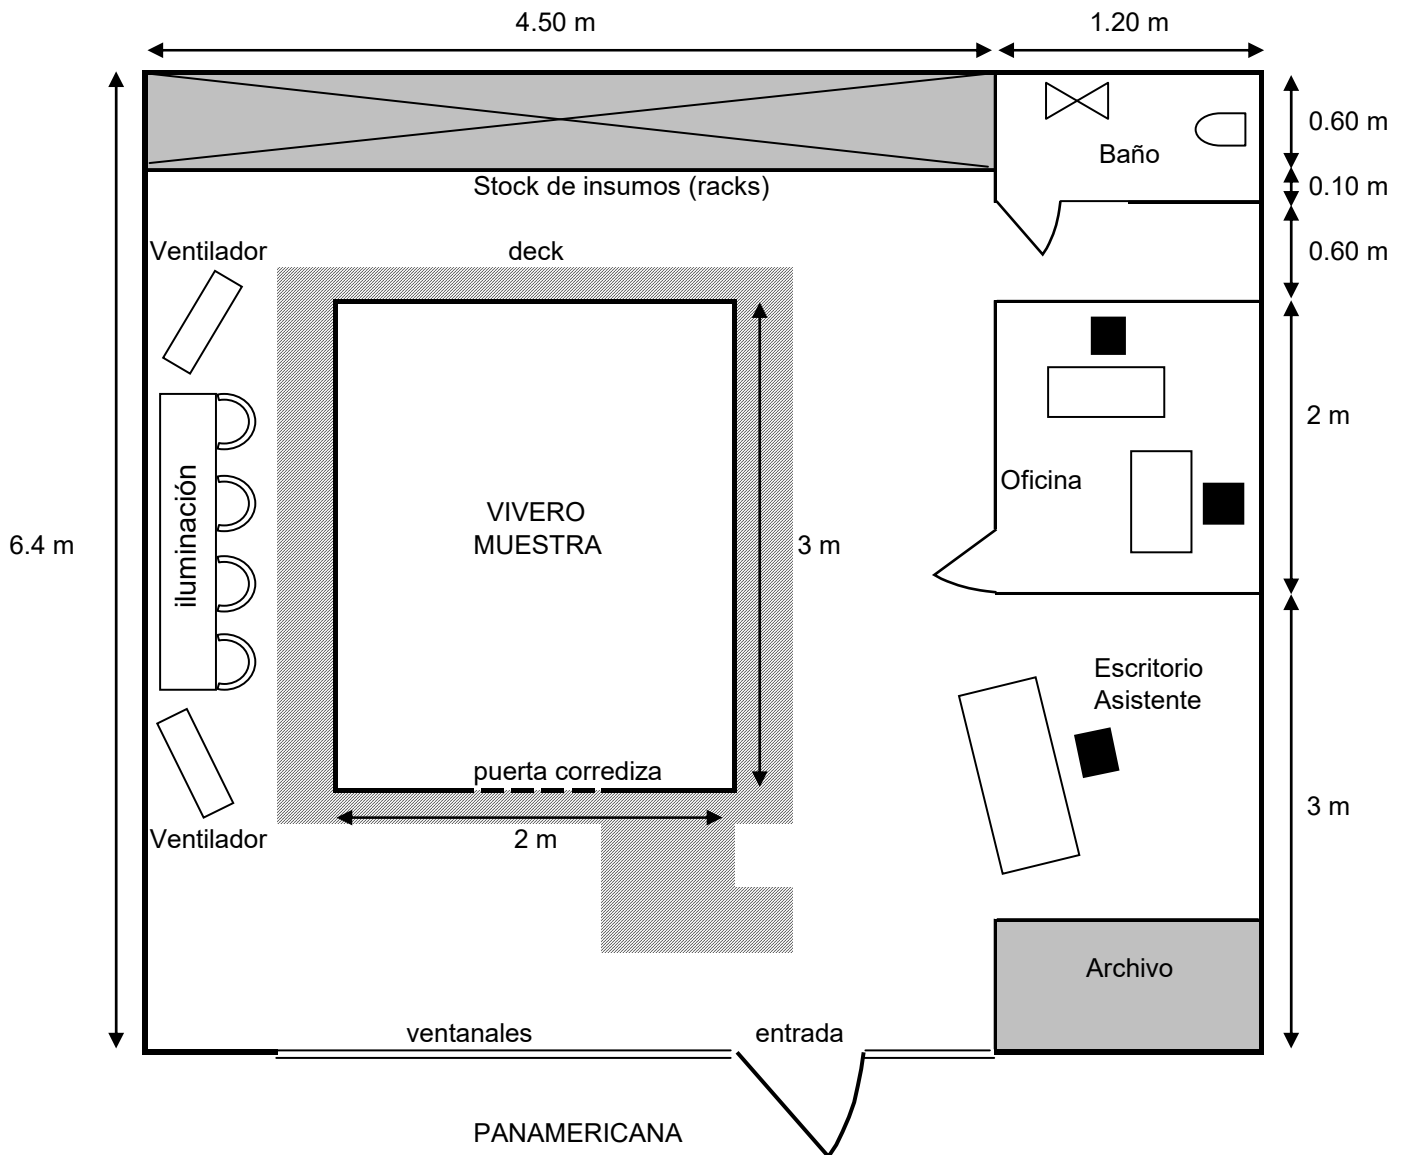 4.50 m
1.20 m
0.60 m
Baño
0.10 m
Stock de insumos (racks)
Ventilador
deck
0.60 m
2 m
Oficina
iluminación
VIVERO
MUESTRA
6.4 m
3 m
Escritorio
Asistente
puerta corrediza
3 m
Ventilador
2 m
Archivo
ventanales
entrada
PANAMERICANA